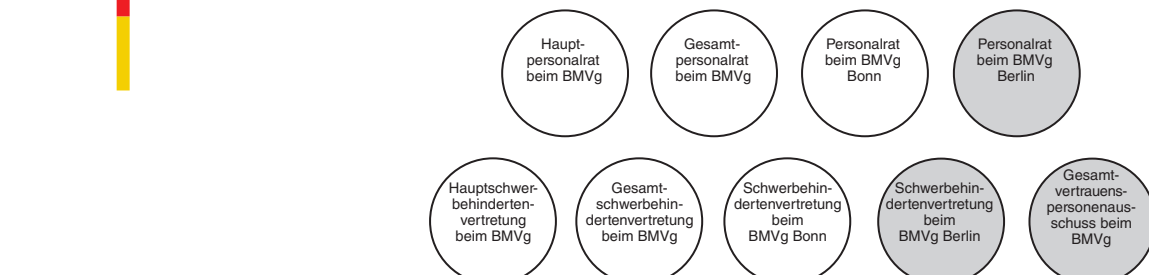 Haupt-
personalrat
beim BMVg
Gesamt-
personalrat
beim BMVg
Personalrat
beim BMVg
Bonn
Personalrat
beim BMVg
Berlin
Hauptschwer-
behinderten-
vertretung
beim BMVg
Gesamt-
schwerbehin-
dertenvertretung
beim BMVg
Schwerbehin-
dertenvertretung
beim
BMVg Bonn
Schwerbehin-
dertenvertretung
beim
BMVg Berlin
Gesamt-
vertrauens-
personenaus-
schuss beim
BMVg